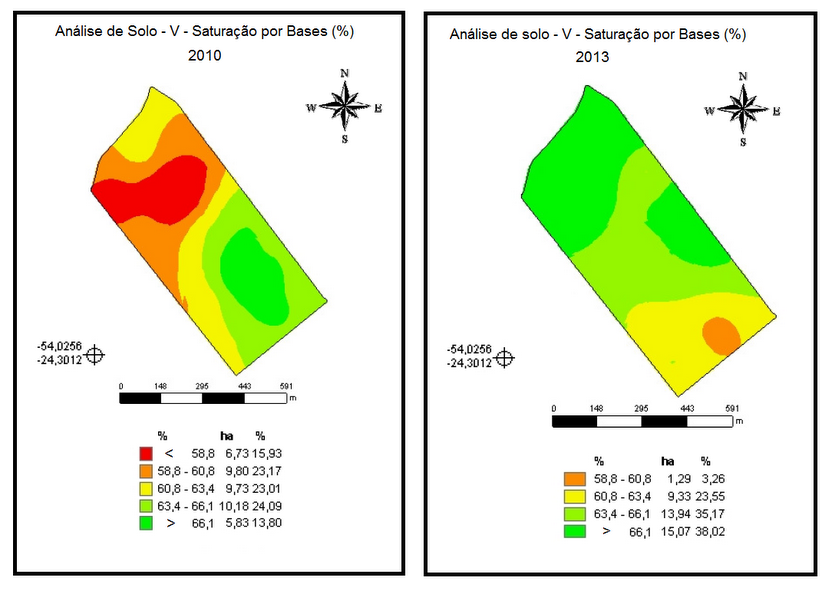 Análise de Solo - V - Saturação por Bases (%)
2010
N
W E
S
-54,0256
-24,3012
0 148 295 443 591
m
% ha %
< 58,8 6,73 15,93
58,8 - 60,8 9,80 23,17
60,8 - 63,4 9,73 23,01
63,4 - 66,1 10,18 24,09
> 66,1 5,83 13,80
Análise de solo - V - Saturação por Bases (%)
2013
N
W E
S
-54,0256
-24,3012
0 148 295 443 591
m
% ha %
58,8 - 60,8 1,29 3,26
60,8 - 63,4 9,33 23,55
63,4 - 66,1 13,94 35,17
> 66,1 15,07 38,02